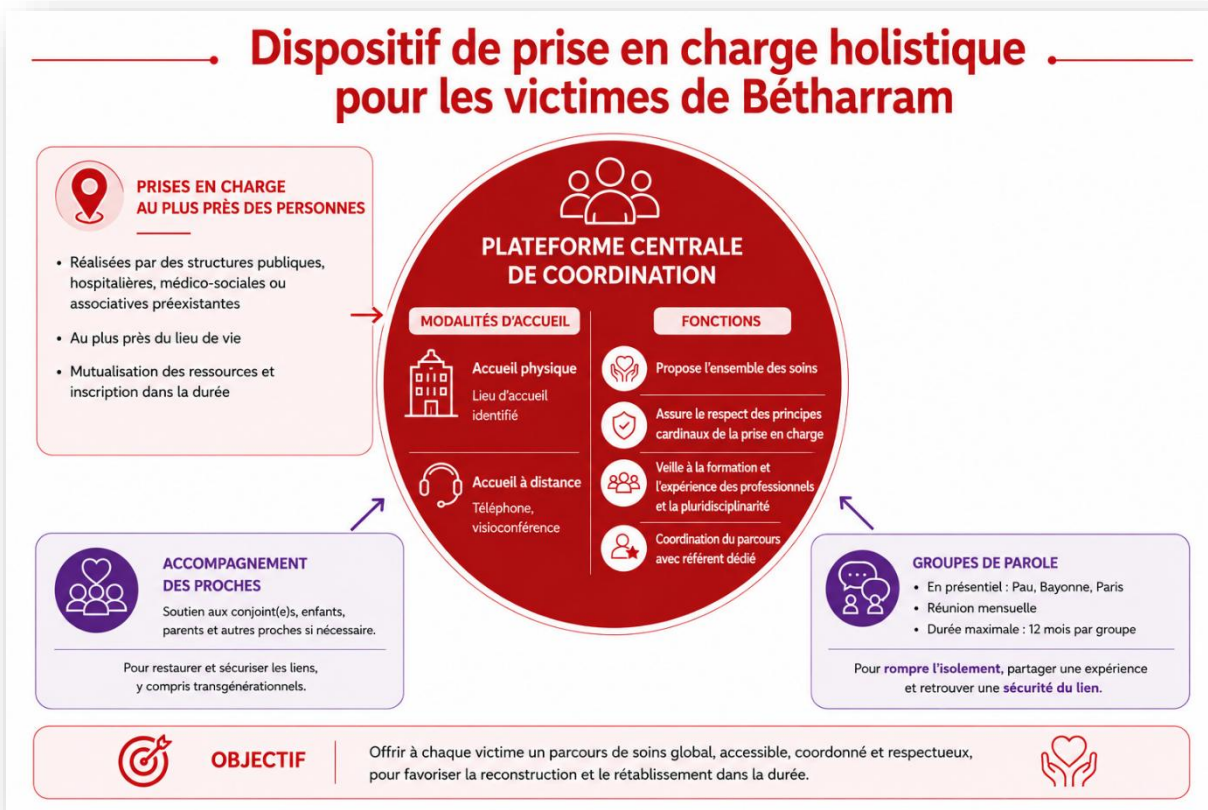 Dispositif de prise en charge holistique
pour les victimes de Bétharram
PRISES EN CHARGE
AU PLUS PRÈS DES PERSONNES
• Réalisées par des structures publiques,
hospitalières, médico-sociales ou
associatives préexistantes
• Au plus près du lieu de vie
• Mutualisation des ressources et
inscription dans la durée
PLATEFORME CENTRALE
DE COORDINATION
MODALITÉS D'ACCUEIL
Accueil physique
Lieu d'accueil
identifié
Accueil à distance
Téléphone,
visioconférence
FONCTIONS
Propose l'ensemble des soins
Assure le respect des principes
cardinaux de la prise en charge
Veille à la formation et
l'expérience des professionnels
et la pluridisciplinarité
Coordination du parcours
avec référent dédié
ACCOMPAGNEMENT
DES PROCHES
Soutien aux conjoint(e)s, enfants,
parents et autres proches si nécessaire.
Pour restaurer et sécuriser les liens,
y compris transgénérationnels.
GROUPES DE PAROLE
• En présentiel : Pau, Bayonne, Paris
• Réunion mensuelle
• Durée maximale : 12 mois par groupe
Pour rompre l'isolement, partager une expérience
et retrouver une sécurité du lien.
OBJECTIF
Offrir à chaque victime un parcours de soins global, accessible, coordonné et respectueux,
pour favoriser la reconstruction et le rétablissement dans la durée.